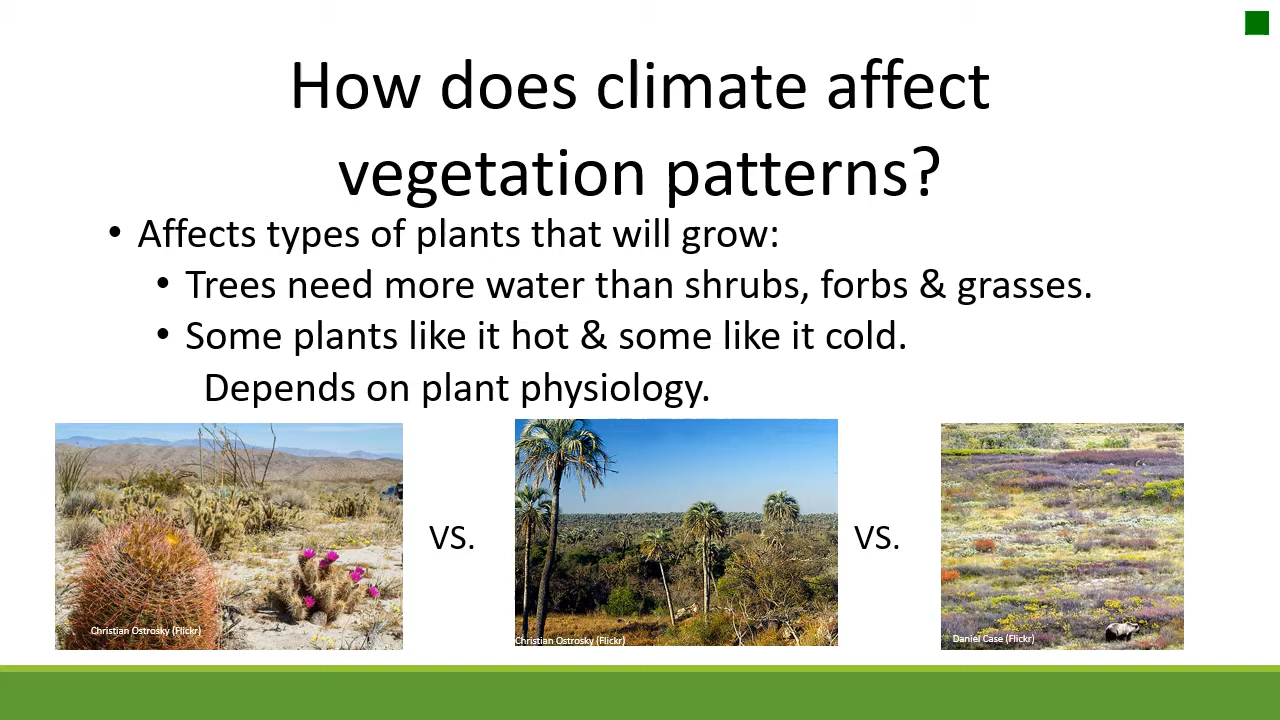 How does climate affect
vegetation patterns?
• Affects types of plants that will grow:
• Trees need more water than shrubs, forbs & grasses.
• Some plants like it hot & some like it cold.
Depends on plant physiology.
vs.
vs.
Christian Ostrosky (Flickr)
Christian Ostrosky (Flickr)
Daniel Case (Flickr)